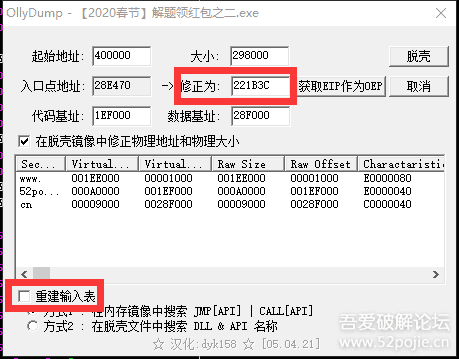 OllyDump - 【2020春节】解题领红包之二.exe
起始地址: 400000 大小: 298000 脱壳
入口点地址: 28E470 -> 修正为: 221B3C 获取EIP作为OEP 取消
代码基址: 1EF000 数据基址: 28F000
在脱壳镜像中修正物理地址和物理大小
Sec... Virtual... Virtual... Raw Size Raw Offset Charactaristic
www. 001EE000 00001000 001EE000 00001000 E0000080
52po... 000A0000 001EF000 000A0000 001EF000 E0000040
cn 00009000 0028F000 00009000 0028F000 C0000040
重建输入表
方式1 : 在内存镜像中搜索 JMP[API] | CALL[API]
方式2 : 在脱壳文件中搜索 DLL & API 名称
☆ 汉化:dyk158 ☆ [05.04.21]
吾爱破解论坛
www.52pojie.cn